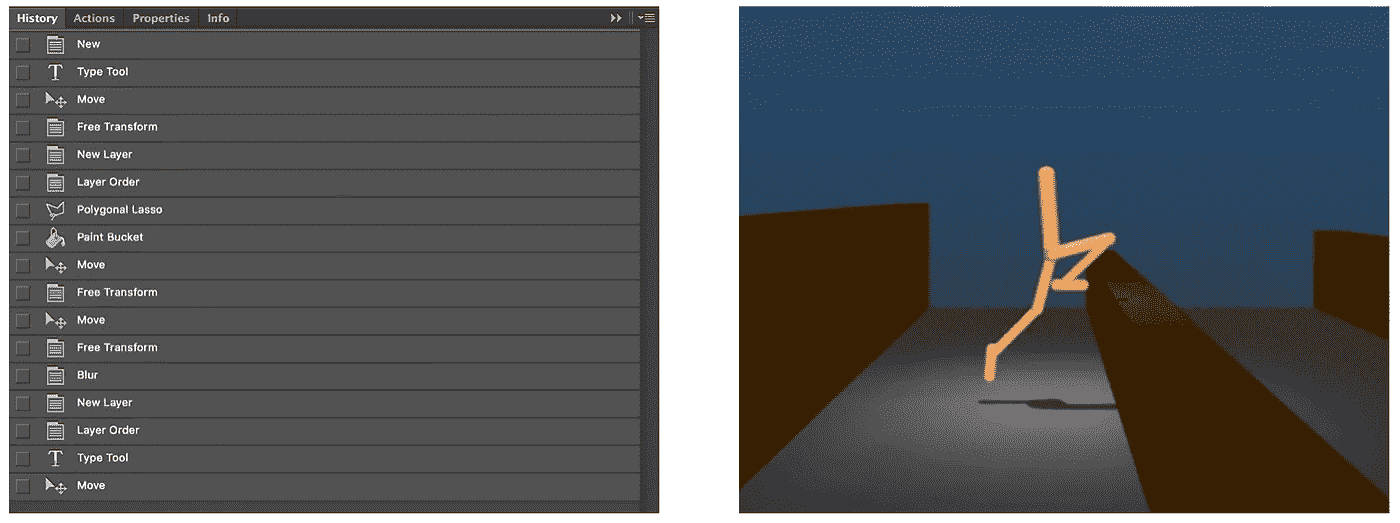 History Actions Properties Info
New
Type Tool
Move
Free Transform
New Layer
Layer Order
Polygonal Lasso
Paint Bucket
Move
Free Transform
Move
Free Transform
Blur
New Layer
Layer Order
Type Tool
Move